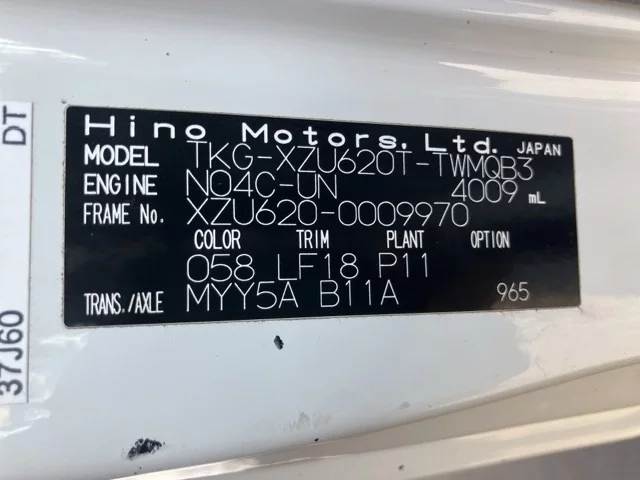 Hino Motors, Ltd. JAPAN
MODEL TKG-XZU620T-TWMQB3
ENGINE N04C-UN 4009 mL
FRAME No. XZU620-0009970
COLOR TRIM PLANT OPTION
058 LF18 P11
TRANS./AXLE MYY5A B11A 965
DT
37J60